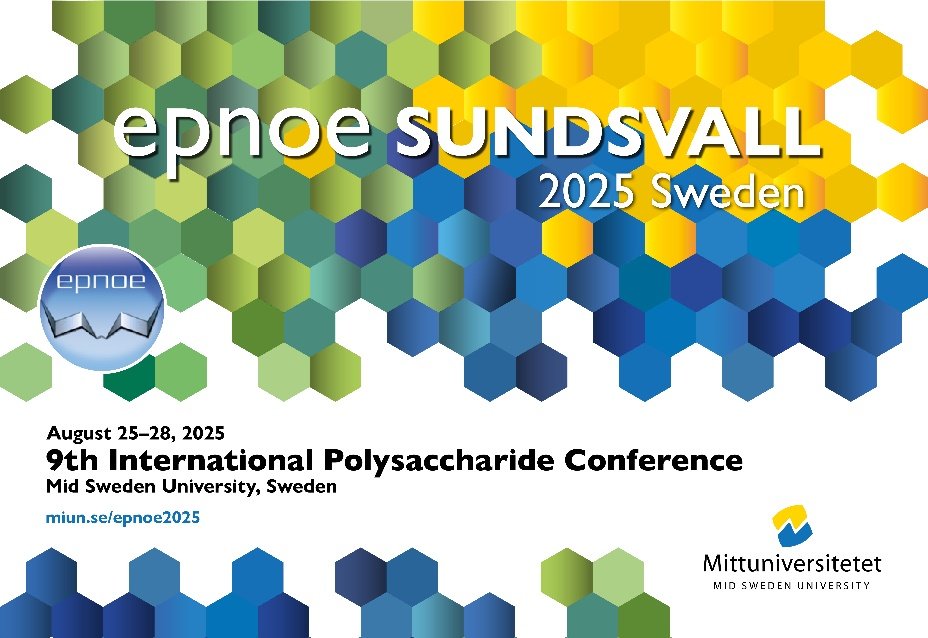 epnoe SUNDSVALL
2025 Sweden
epnoe
August 25–28, 2025
9th International Polysaccharide Conference
Mid Sweden University, Sweden
miun.se/epnoe2025
Mittuniversitetet
MID SWEDEN UNIVERSITY